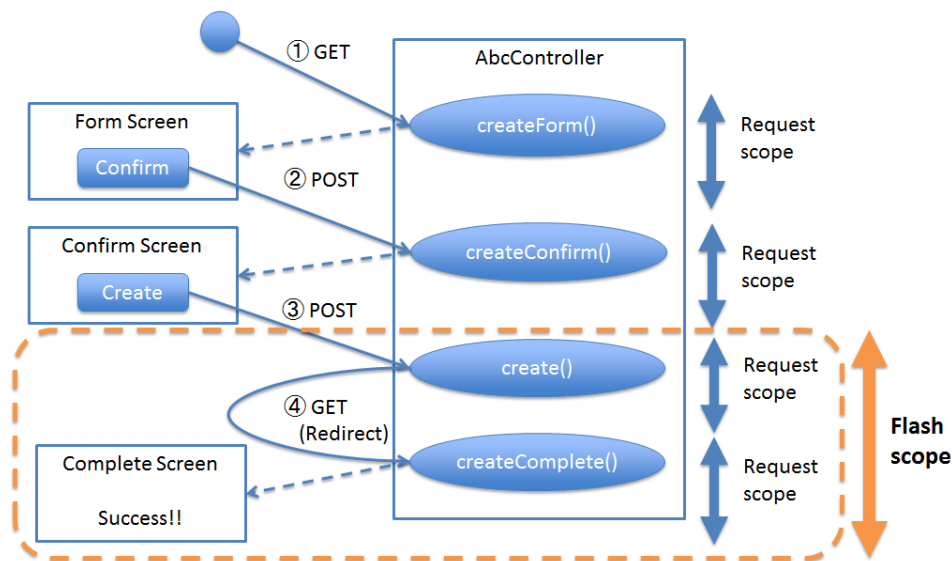 ① GET
AbcController
createForm()
Request
scope
Form Screen
Confirm
② POST
createConfirm()
Request
scope
Confirm Screen
Create
③ POST
create()
Request
scope
④ GET
(Redirect)
Flash
scope
createComplete()
Request
scope
Complete Screen
Success!!